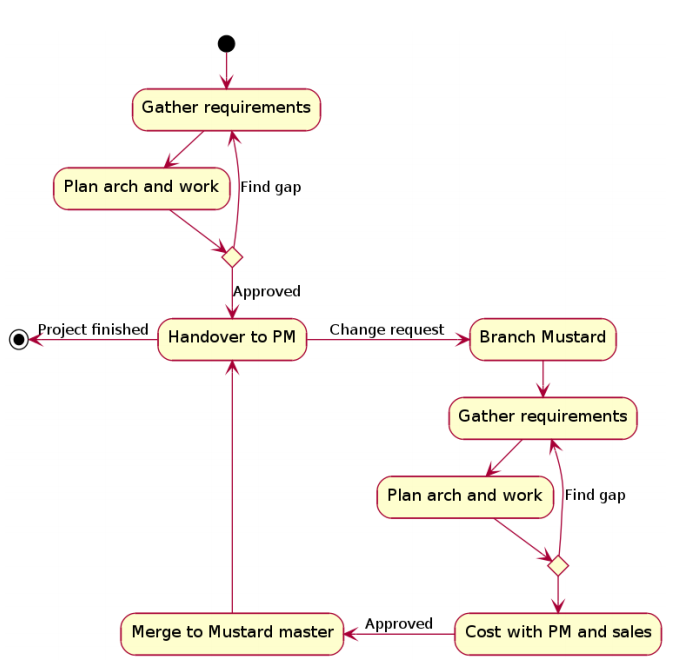 Gather requirements
Plan arch and work
Find gap
Approved
Project finished
Handover to PM
Change request
Branch Mustard
Gather requirements
Plan arch and work
Find gap
Merge to Mustard master
Approved
Cost with PM and sales